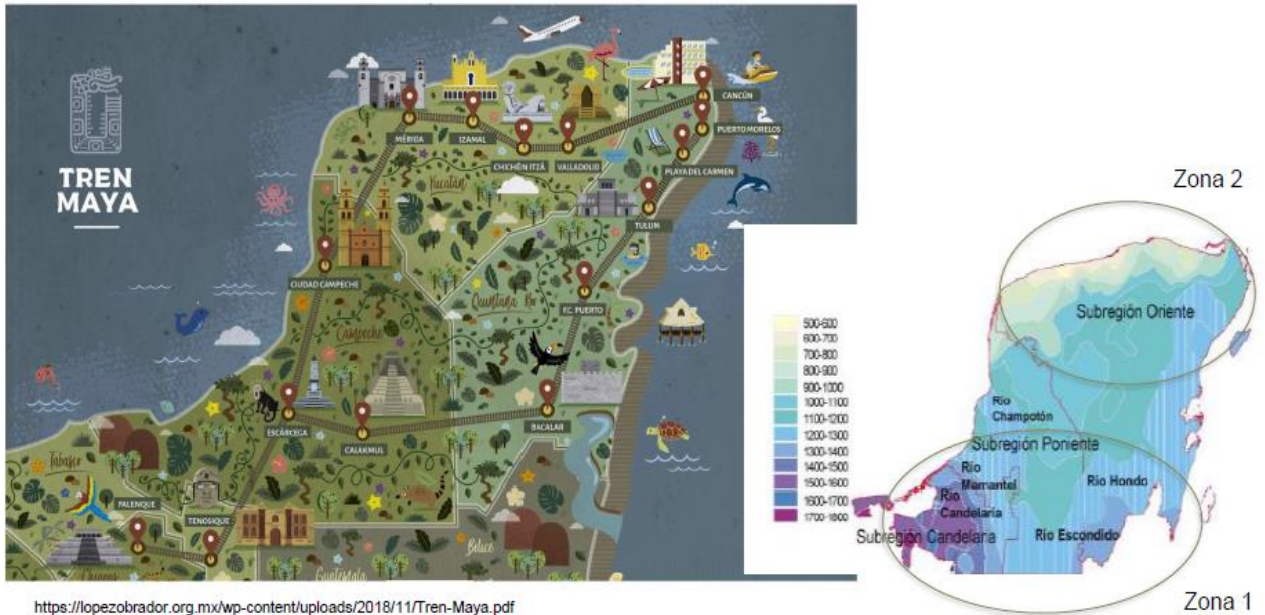 TREN
MAYA
MÉRIDA
IZAMAL
CHICHÉN ITZÁ
VALLADOLID
CANCÚN
PUERTO MORELOS
PLAYA DEL CARMEN
TULUM
Yucatán
CIUDAD CAMPECHE
Campeche
Quintana Ro
F.C. PUERTO
ESCÁRCEGA
CALAKMUL
BACALAR
Tabasco
PALENQUE
TENOSIQUE
Chiapas
Guatemala
Belice
Zona 2
500-600
600-700
700-800
800-900
900-1000
1000-1100
1100-1200
1200-1300
1300-1400
1400-1500
1500-1600
1600-1700
1700-1800
Subregión Oriente
Río
Champotón
Subregión Poniente
Río
Mamantel
Río
Candelaria
Río Hondo
Subregión Candelaria
Río Escondido
Zona 1
https://lopezobrador.org.mx/wp-content/uploads/2018/11/Tren-Maya.pdf